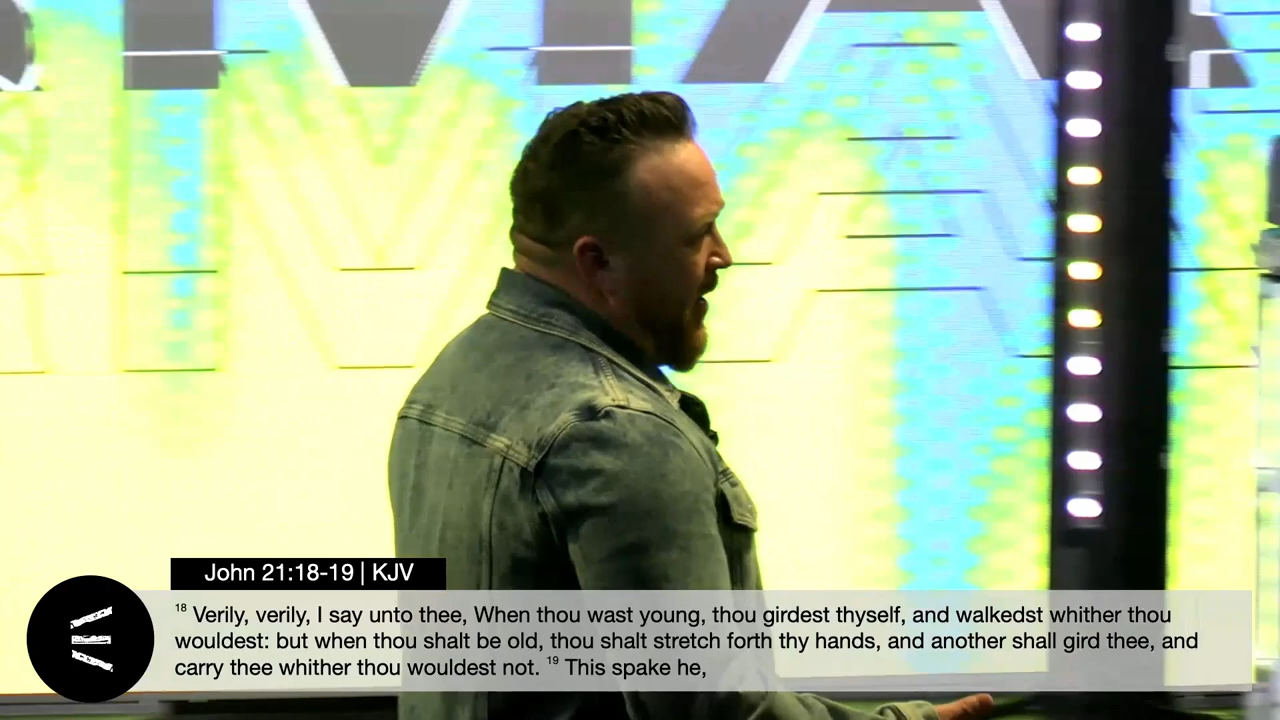 John 21:18-19 | KJV
18 Verily, verily, I say unto thee, When thou wast young, thou girdest thyself, and walkedst whither thou
wouldest: but when thou shalt be old, thou shalt stretch forth thy hands, and another shall gird thee, and
carry thee whither thou wouldest not. 19 This spake he,